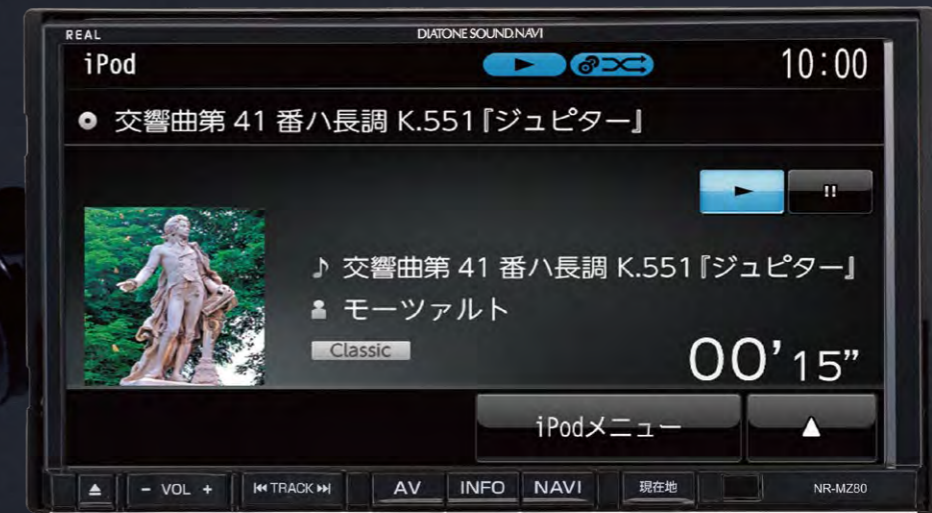 REAL DIATONE SOUND.NAVI
iPod 10:00
交響曲第 41 番ハ長調 K.551『ジュピター』
交響曲第 41 番ハ長調 K.551『ジュピター』
モーツァルト
Classic
00’15”
iPodメニュー
− VOL + TRACK AV INFO NAVI 現在地 NR-MZ80